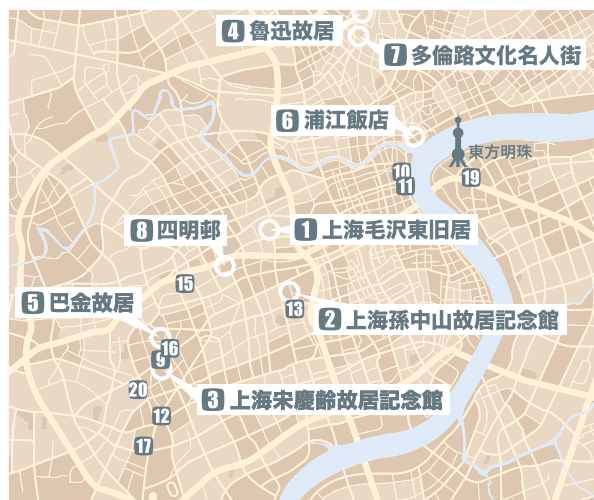 4 魯迅故居
7 多倫路文化名人街
6 浦江飯店
東方明珠
10
11
19
8 四明邨
1 上海毛沢東旧居
15
5 巴金故居
13
2 上海孫中山故居記念館
16
9
20
3 上海宋慶齢故居記念館
12
17